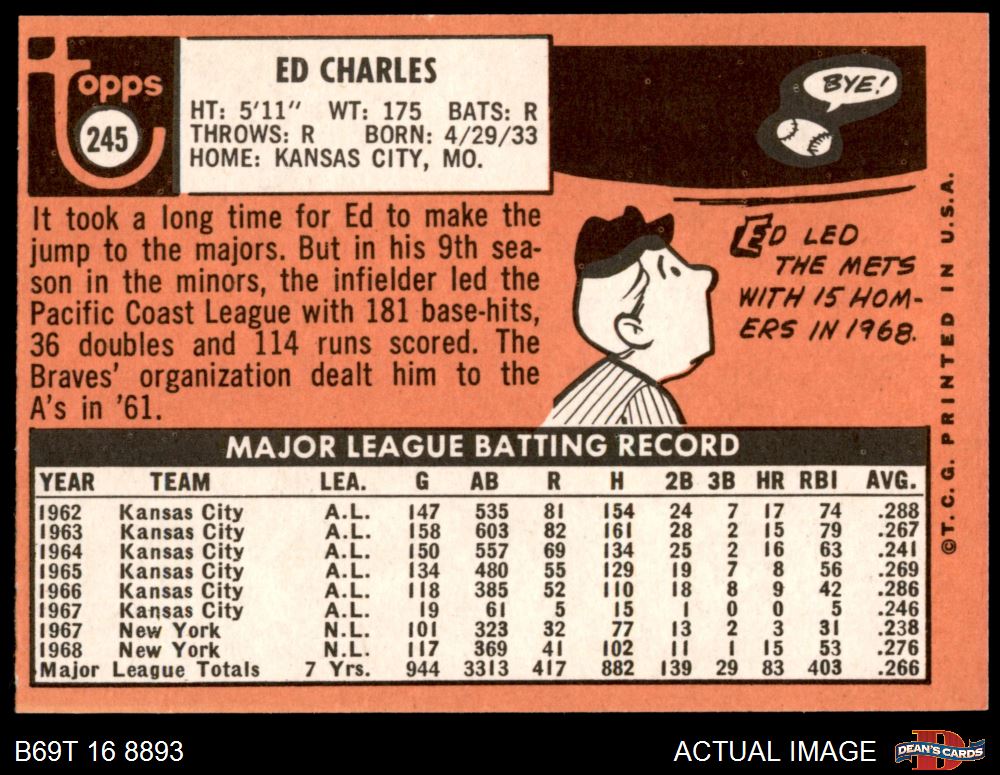 Topps
245
ED CHARLES
HT: 5'11" WT: 175 BATS: R
THROWS: R BORN: 4/29/33
HOME: KANSAS CITY, MO.
BYE!
It took a long time for Ed to make the
jump to the majors. But in his 9th sea-
son in the minors, the infielder led the
Pacific Coast League with 181 base-hits,
36 doubles and 114 runs scored. The
Braves' organization dealt him to the
A's in '61.
ED LED
THE METS
WITH 15 HOM-
ERS IN 1968.
MAJOR LEAGUE BATTING RECORD
YEAR TEAM LEA. G AB R H 2B 3B HR RBI AVG.
1962 Kansas City A.L. 147 535 81 154 24 7 17 74 .288
1963 Kansas City A.L. 158 603 82 161 28 2 15 79 .267
1964 Kansas City A.L. 150 557 69 134 25 2 16 63 .241
1965 Kansas City A.L. 134 480 55 129 19 7 8 56 .269
1966 Kansas City A.L. 118 385 52 110 18 8 9 42 .286
1967 Kansas City A.L. 19 61 5 15 1 0 0 5 .246
1967 New York N.L. 101 323 32 77 13 2 3 31 .238
1968 New York N.L. 117 369 41 102 11 1 15 53 .276
Major League Totals 7 Yrs. 944 3313 417 882 139 29 83 403 .266
©T. C. G. PRINTED IN U.S.A.
B69T 16 8893
ACTUAL IMAGE
D
DEAN'S CARDS